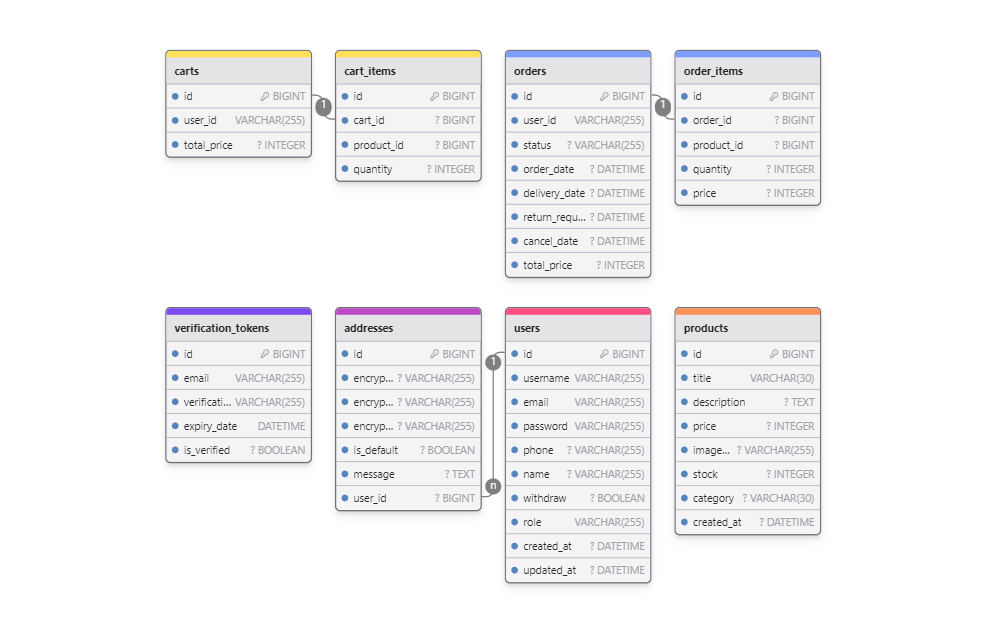 carts
id BIGINT
user_id VARCHAR(255)
total_price ? INTEGER
cart_items
id BIGINT
cart_id ? BIGINT
product_id ? BIGINT
quantity ? INTEGER
1
orders
id BIGINT
user_id VARCHAR(255)
status ? VARCHAR(255)
order_date ? DATETIME
delivery_date ? DATETIME
return_requ... ? DATETIME
cancel_date ? DATETIME
total_price ? INTEGER
order_items
id BIGINT
order_id ? BIGINT
product_id ? BIGINT
quantity ? INTEGER
price ? INTEGER
1
verification_tokens
id BIGINT
email VARCHAR(255)
verificati... VARCHAR(255)
expiry_date DATETIME
is_verified ? BOOLEAN
addresses
id BIGINT
encryp... ? VARCHAR(255)
encryp... ? VARCHAR(255)
encryp... ? VARCHAR(255)
is_default ? BOOLEAN
message ? TEXT
user_id ? BIGINT
1
n
users
id BIGINT
username VARCHAR(255)
email VARCHAR(255)
password VARCHAR(255)
phone ? VARCHAR(255)
name ? VARCHAR(255)
withdraw ? BOOLEAN
role VARCHAR(255)
created_at ? DATETIME
updated_at ? DATETIME
products
id BIGINT
title VARCHAR(30)
description ? TEXT
price ? INTEGER
image... ? VARCHAR(255)
stock ? INTEGER
category ? VARCHAR(30)
created_at ? DATETIME